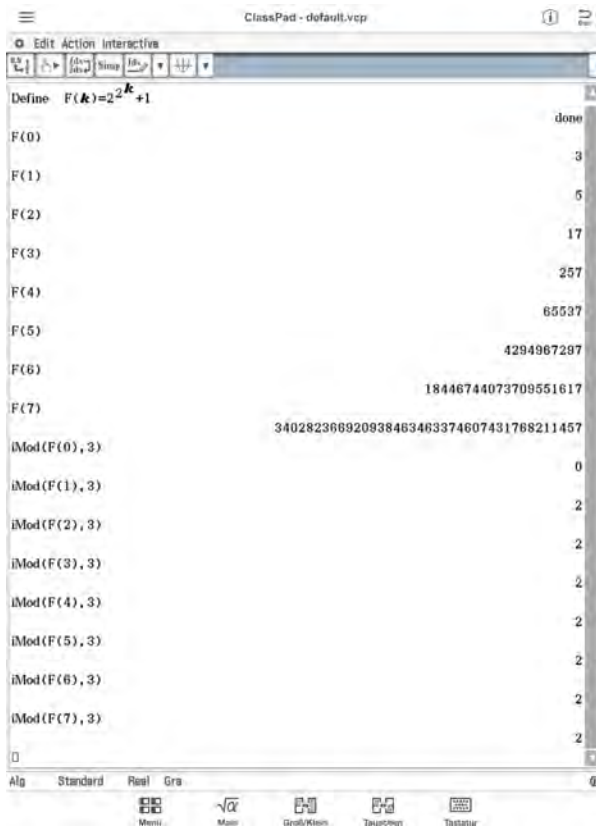 ClassPad - default.vcp
Edit Action Interactive
Simp
Define F(k)=2^2^k+1
done
F(0)
3
F(1)
5
F(2)
17
F(3)
257
F(4)
65537
F(5)
4294967297
F(6)
18446744073709551617
F(7)
340282366920938463463374607431768211457
iMod(F(0),3)
0
iMod(F(1),3)
2
iMod(F(2),3)
2
iMod(F(3),3)
2
iMod(F(4),3)
2
iMod(F(5),3)
2
iMod(F(6),3)
2
iMod(F(7),3)
2
Alg Standard Real Gra
Menü Main Groß/Klein Tauschen Tastatur